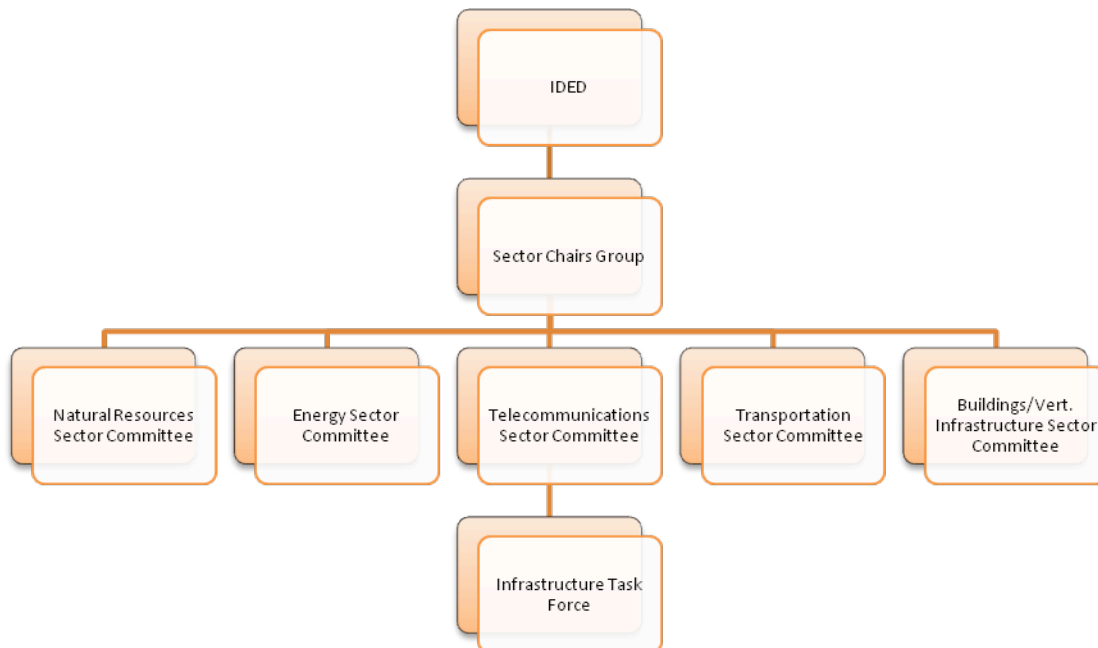 IDED
Sector Chairs Group
Natural Resources
Sector Committee
Energy Sector
Committee
Telecommunications
Sector Committee
Transportation
Sector Committee
Buildings/Vert.
Infrastructure Sector
Committee
Infrastructure Task
Force